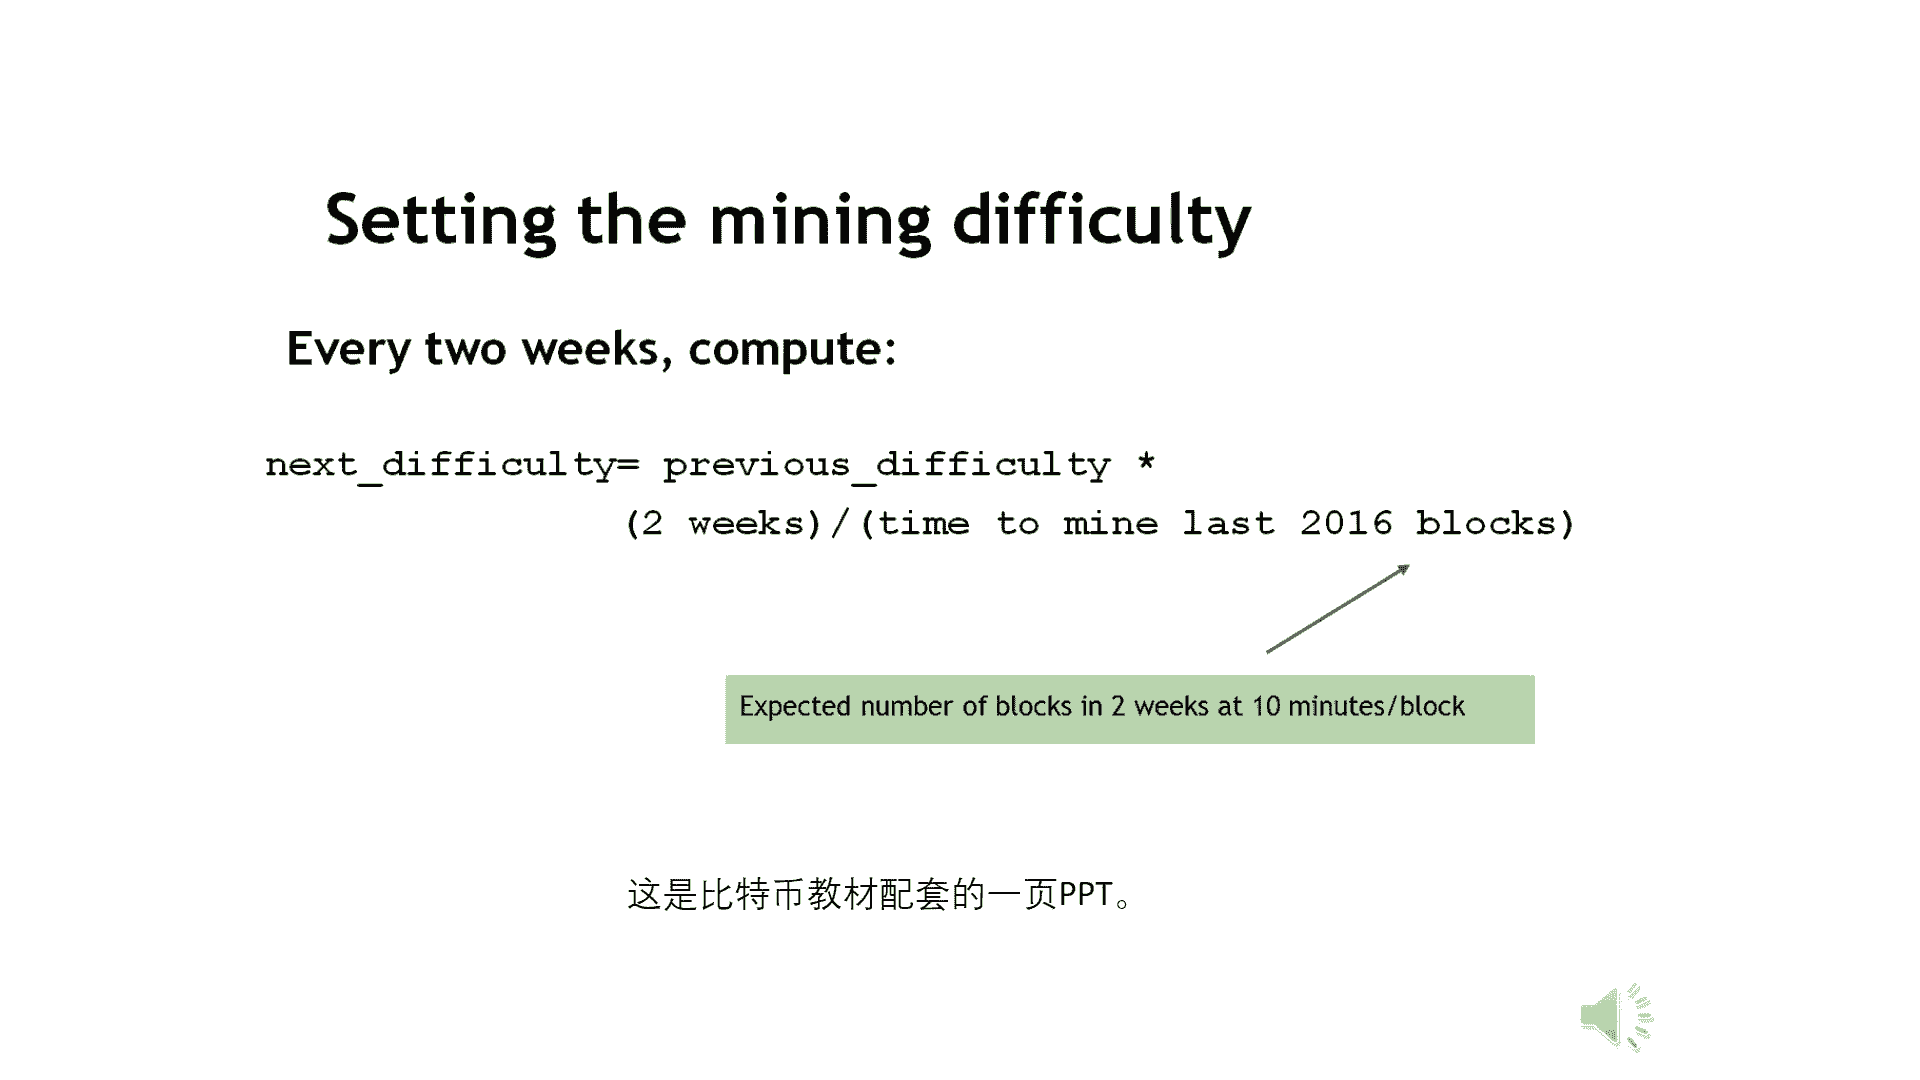 Setting the mining difficulty
Every two weeks, compute:
next_difficulty= previous_difficulty *
(2 weeks)/(time to mine last 2016 blocks)
Expected number of blocks in 2 weeks at 10 minutes/block
这是比特币教材配套的一页PPT。